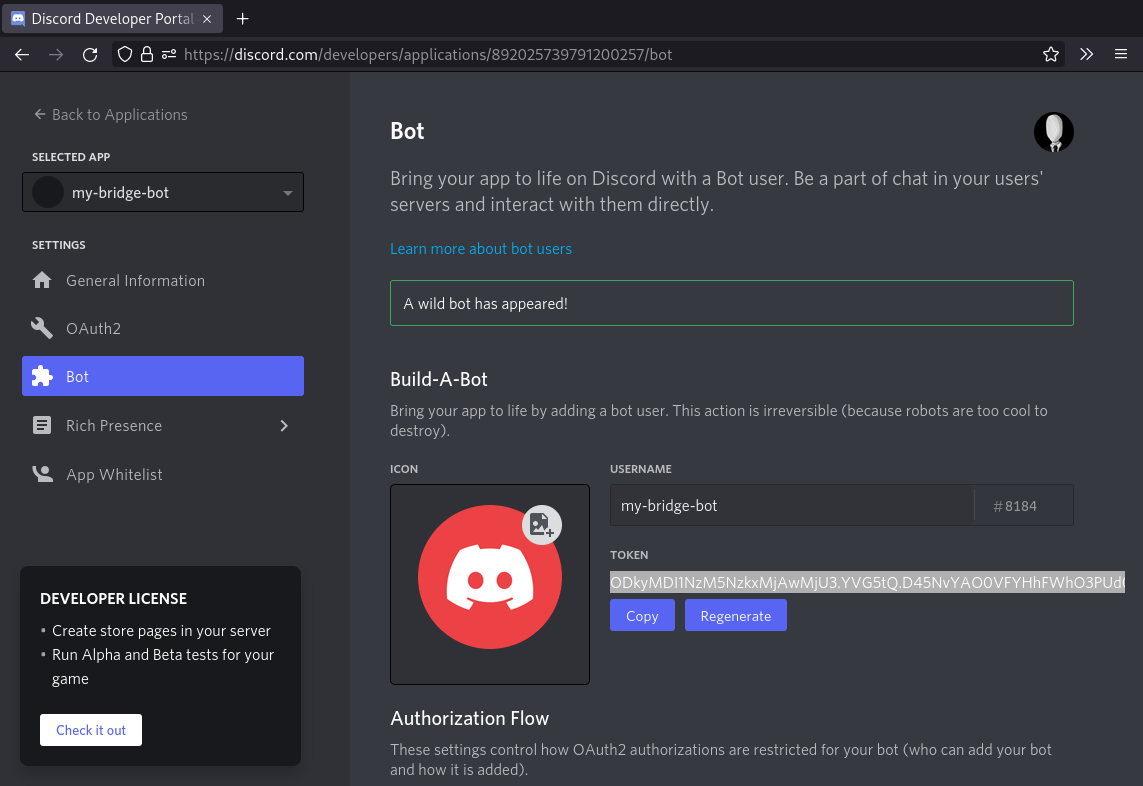 Discord Developer Portal
https://discord.com/developers/applications/892025739791200257/bot
Back to Applications
SELECTED APP
my-bridge-bot
SETTINGS
General Information
OAuth2
Bot
Rich Presence
App Whitelist
DEVELOPER LICENSE
• Create store pages in your server
• Run Alpha and Beta tests for your
game
Check it out
Bot
Bring your app to life on Discord with a Bot user. Be a part of chat in your users'
servers and interact with them directly.
Learn more about bot users
A wild bot has appeared!
Build-A-Bot
Bring your app to life by adding a bot user. This action is irreversible (because robots are too cool to
destroy).
ICON
USERNAME
my-bridge-bot #8184
TOKEN
ODkyMDI1NzM5NzkxMjAwMjU3.YVG5tQ.D45NvYAO0VFYHhFWhO3PUd
Copy Regenerate
Authorization Flow
These settings control how OAuth2 authorizations are restricted for your bot (who can add your bot
and how it is added).